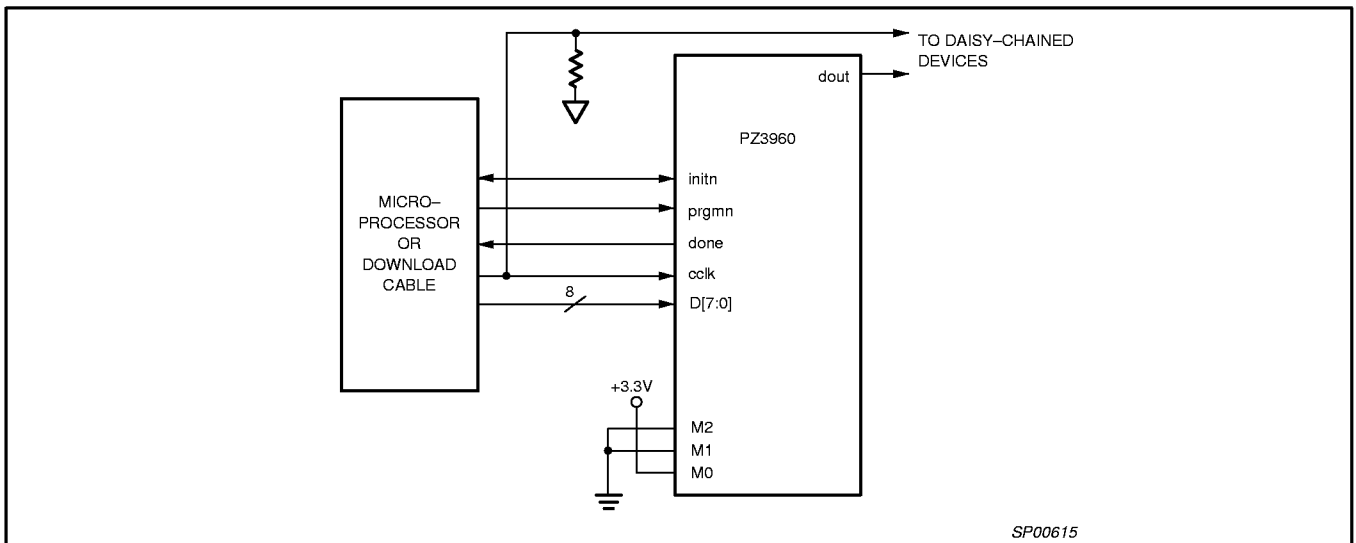 TO DAISY–CHAINED
DEVICES
dout
PZ3960
MICRO–
PROCESSOR
OR
DOWNLOAD
CABLE
initn
prgmn
done
cclk
8
D[7:0]
+3.3V
M2
M1
M0
SP00615